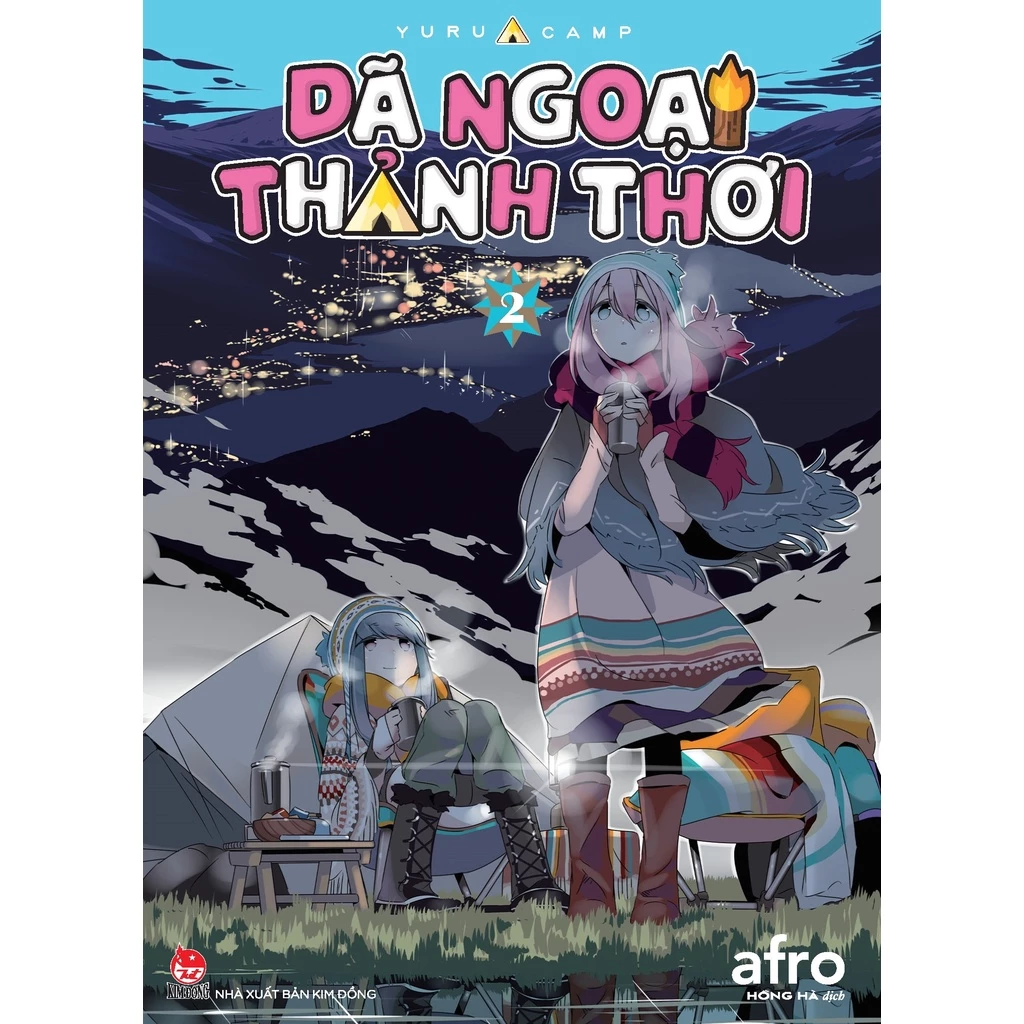 YURU CAMP
DÃ NGOẠI
THẢNH THƠI
2
afro
HỒNG HÀ dịch
KIM ĐỒNG
NHÀ XUẤT BẢN KIM ĐỒNG